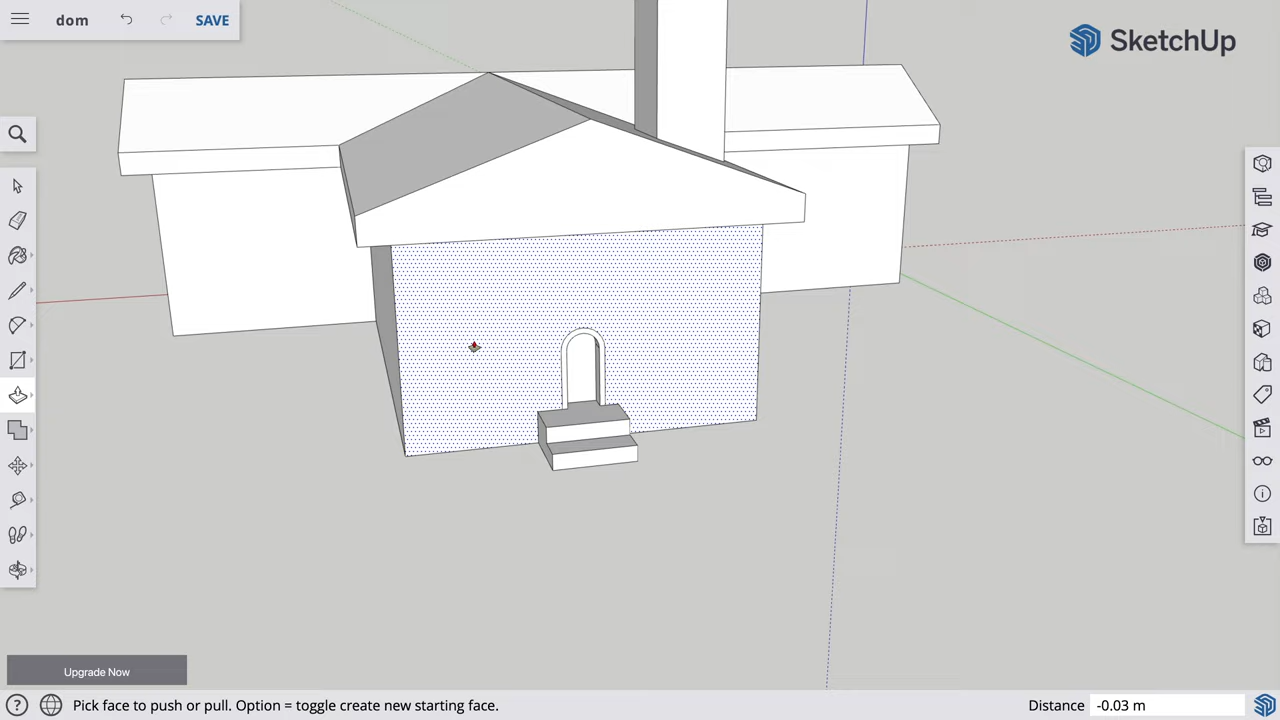 dom
SAVE
SketchUp
Upgrade Now
Pick face to push or pull. Option = toggle create new starting face.
Distance
-0.03 m